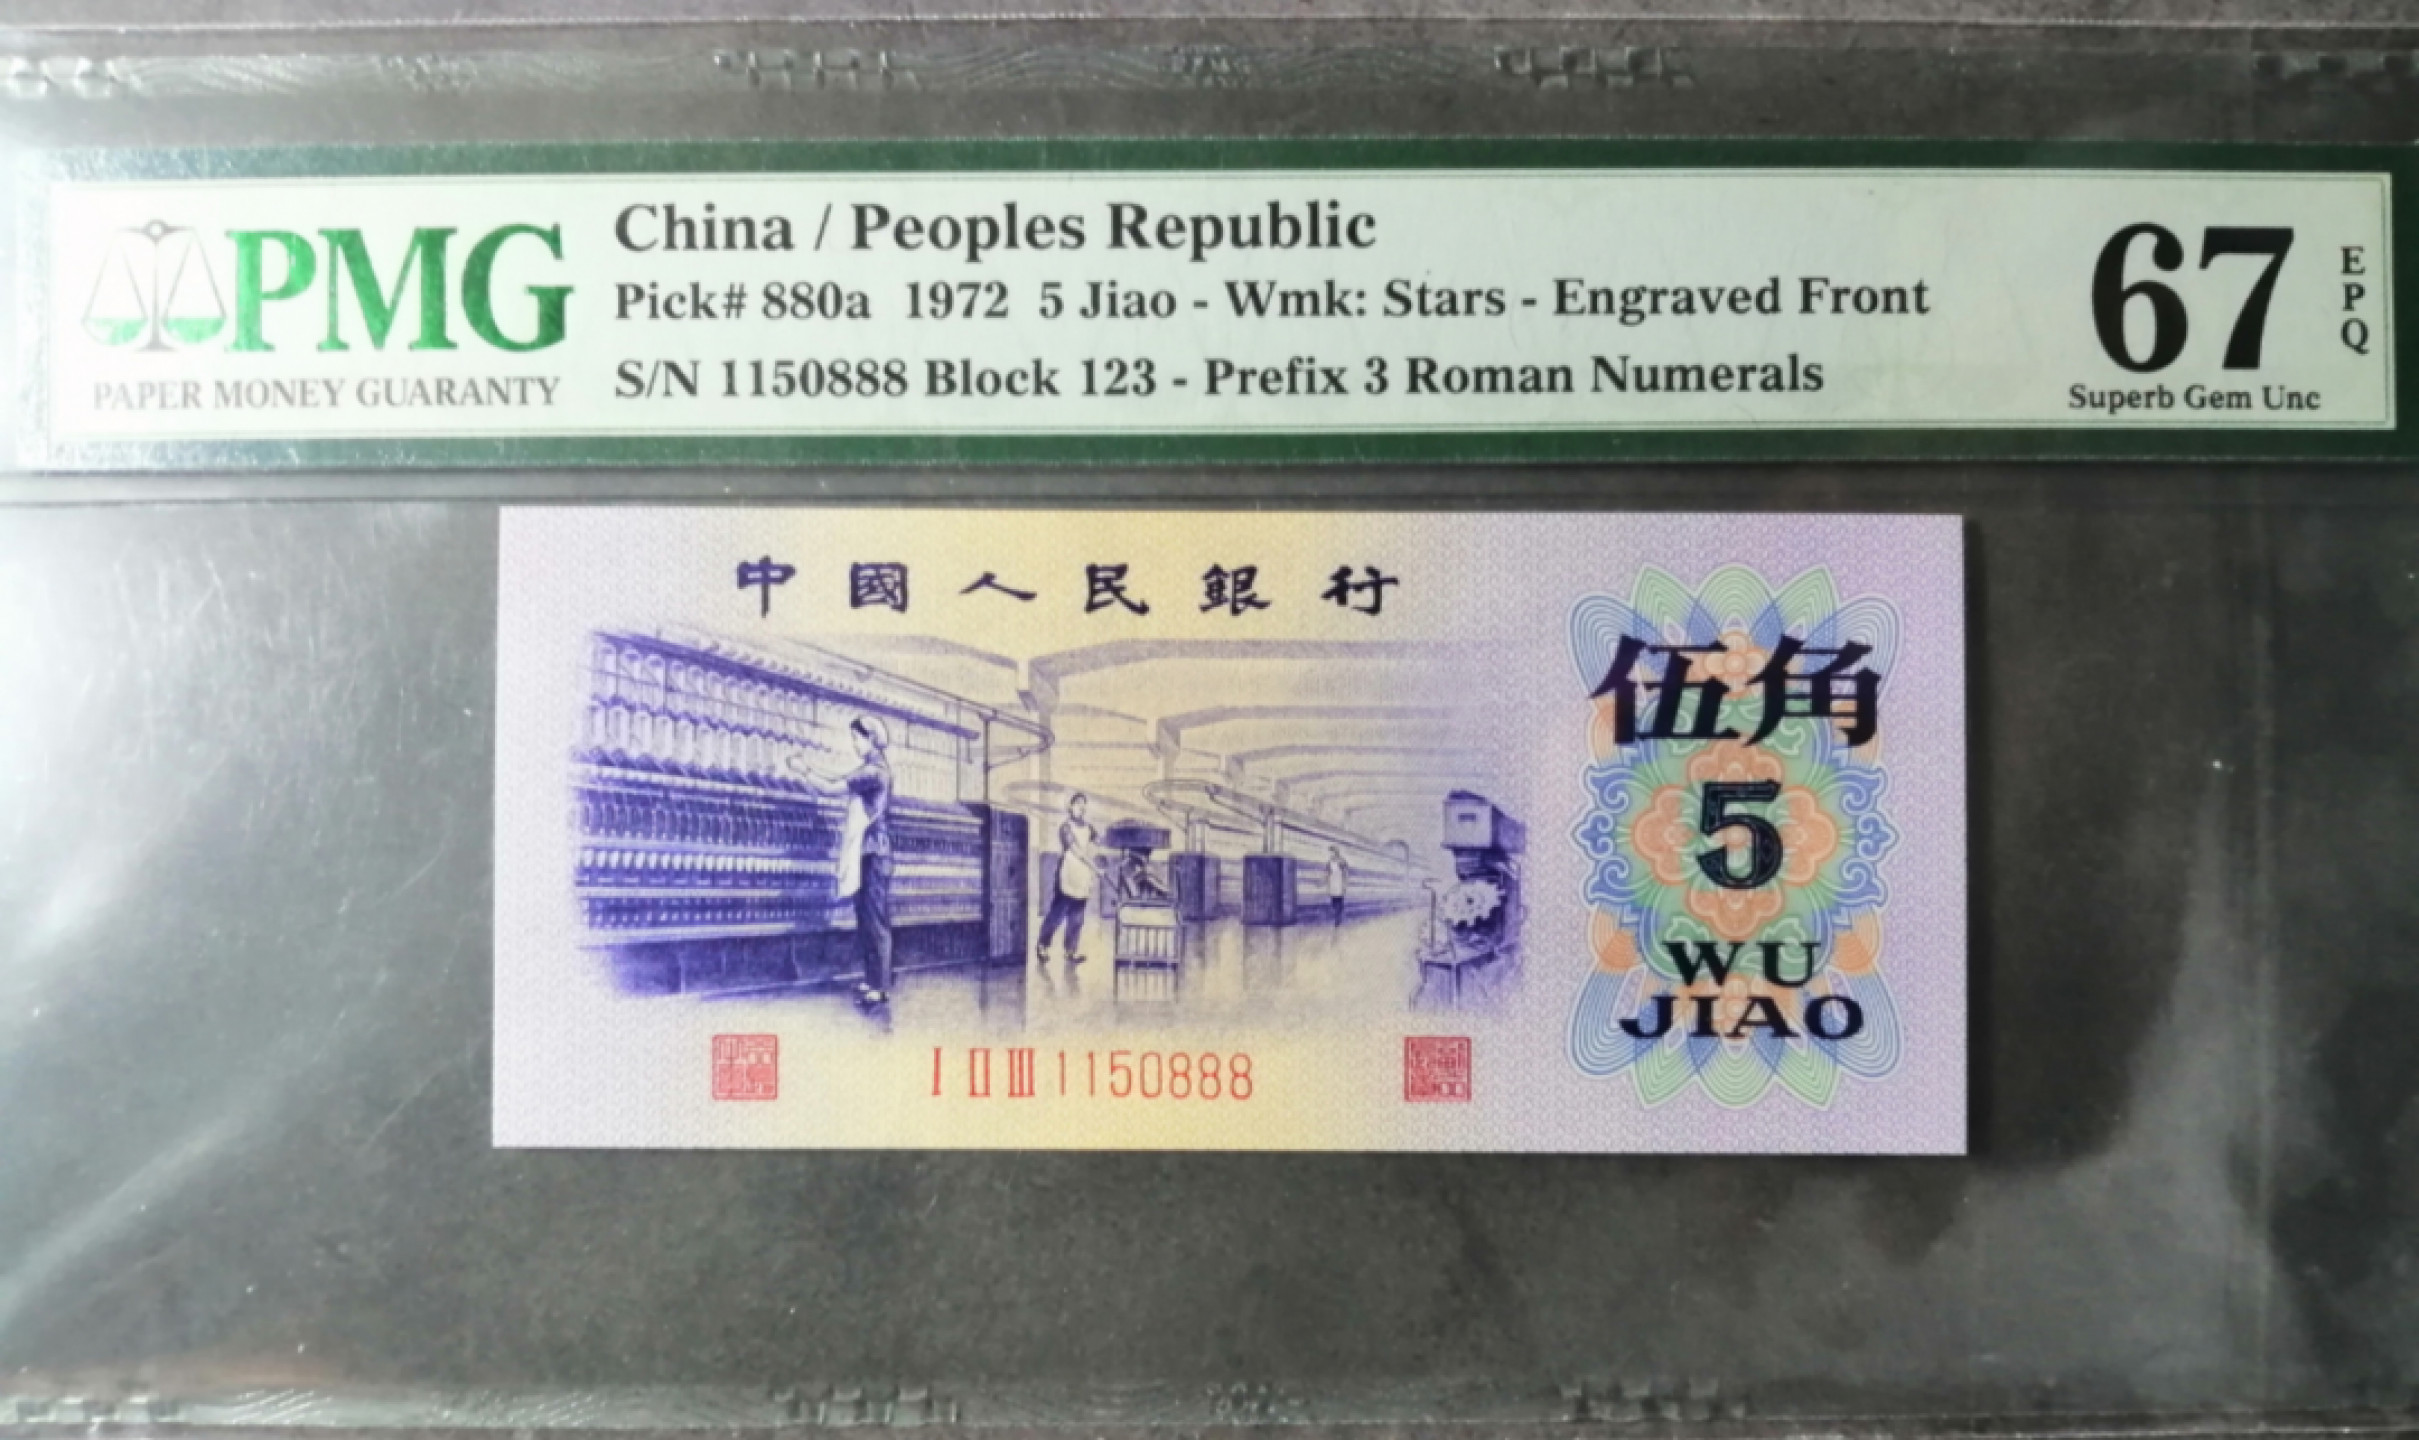 PMG
PAPER MONEY GUARANTY
China / Peoples Republic
Pick# 880a 1972 5 Jiao - Wmk: Stars - Engraved Front
S/N 1150888 Block 123 - Prefix 3 Roman Numerals
67
EPQ
Superb Gem Unc
中國人民銀行
伍角
5
WU
JIAO
I II III 1150888